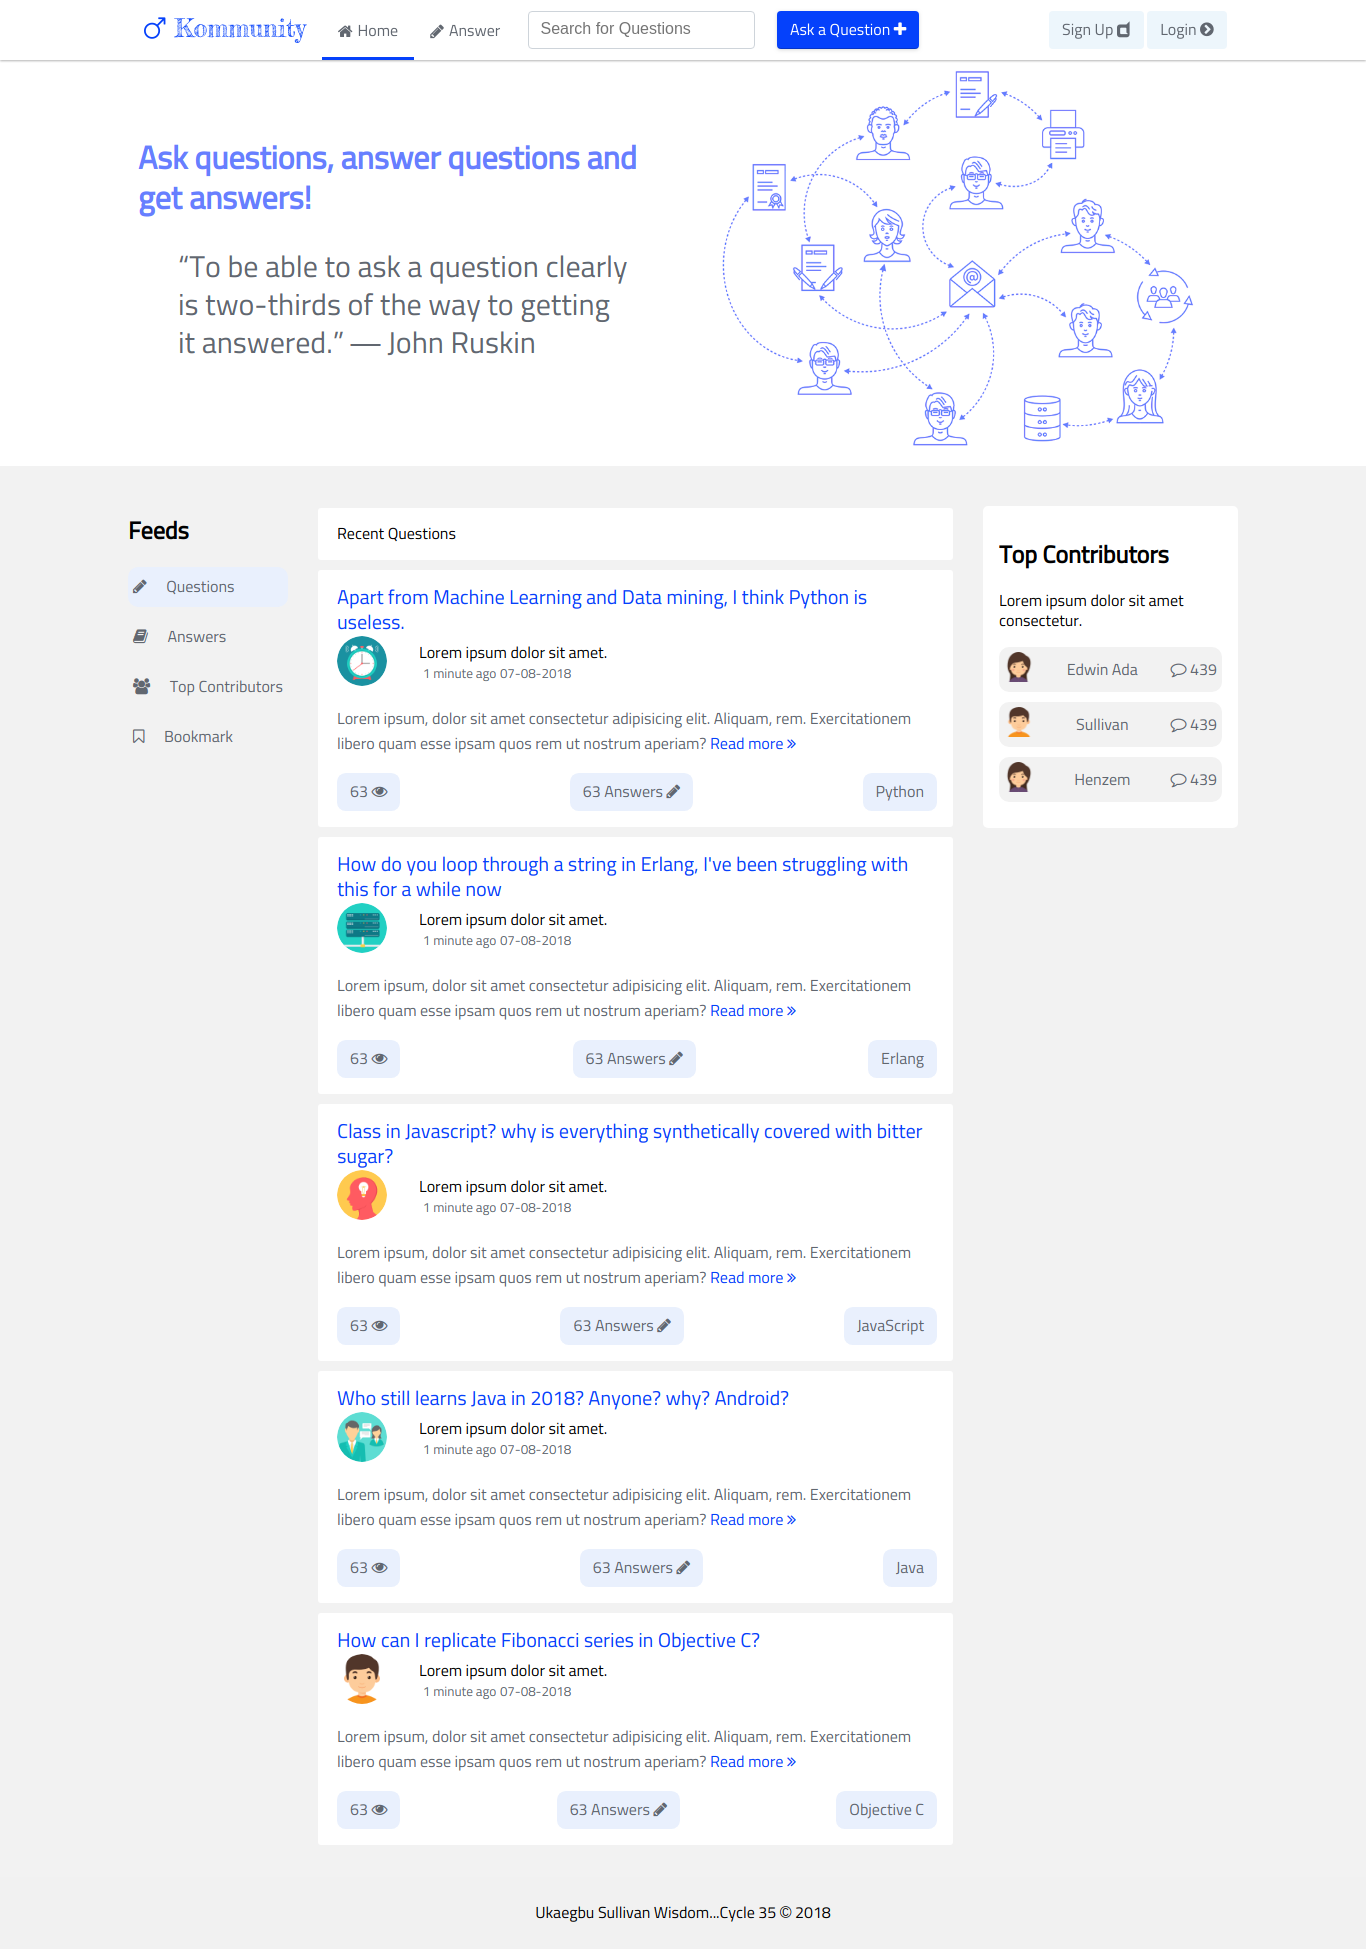 Kommunity
Home
Answer
Search for Questions
Ask a Question
Sign Up
Login
Ask questions, answer questions and
get answers!
“To be able to ask a question clearly
is two-thirds of the way to getting
it answered.” — John Ruskin
Feeds
Questions
Answers
Top Contributors
Bookmark
Recent Questions
Apart from Machine Learning and Data mining, I think Python is
useless.
Lorem ipsum dolor sit amet.
1 minute ago 07-08-2018
Lorem ipsum, dolor sit amet consectetur adipisicing elit. Aliquam, rem. Exercitationem
libero quam esse ipsam quos rem ut nostrum aperiam? Read more »
63
63 Answers
Python
How do you loop through a string in Erlang, I've been struggling with
this for a while now
Lorem ipsum dolor sit amet.
1 minute ago 07-08-2018
Lorem ipsum, dolor sit amet consectetur adipisicing elit. Aliquam, rem. Exercitationem
libero quam esse ipsam quos rem ut nostrum aperiam? Read more »
63
63 Answers
Erlang
Class in Javascript? why is everything synthetically covered with bitter
sugar?
Lorem ipsum dolor sit amet.
1 minute ago 07-08-2018
Lorem ipsum, dolor sit amet consectetur adipisicing elit. Aliquam, rem. Exercitationem
libero quam esse ipsam quos rem ut nostrum aperiam? Read more »
63
63 Answers
JavaScript
Who still learns Java in 2018? Anyone? why? Android?
Lorem ipsum dolor sit amet.
1 minute ago 07-08-2018
Lorem ipsum, dolor sit amet consectetur adipisicing elit. Aliquam, rem. Exercitationem
libero quam esse ipsam quos rem ut nostrum aperiam? Read more »
63
63 Answers
Java
How can I replicate Fibonacci series in Objective C?
Lorem ipsum dolor sit amet.
1 minute ago 07-08-2018
Lorem ipsum, dolor sit amet consectetur adipisicing elit. Aliquam, rem. Exercitationem
libero quam esse ipsam quos rem ut nostrum aperiam? Read more »
63
63 Answers
Objective C
Top Contributors
Lorem ipsum dolor sit amet
consectetur.
Edwin Ada 439
Sullivan 439
Henzem 439
Ukaegbu Sullivan Wisdom...Cycle 35 © 2018